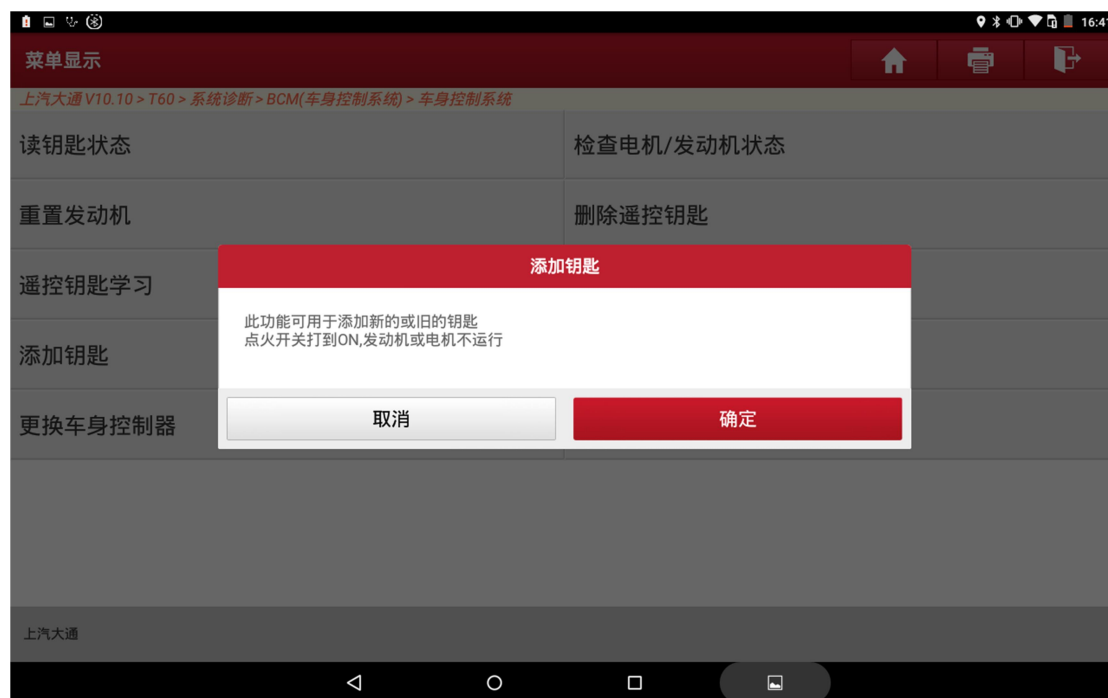 16:41
菜单显示
上汽大通 V10.10 > T60 > 系统诊断 > BCM(车身控制系统) > 车身控制系统
读钥匙状态
检查电机/发动机状态
重置发动机
删除遥控钥匙
遥控钥匙学习
添加钥匙
更换车身控制器
添加钥匙
此功能可用于添加新的或旧的钥匙
点火开关打到ON,发动机或电机不运行
取消
确定
上汽大通